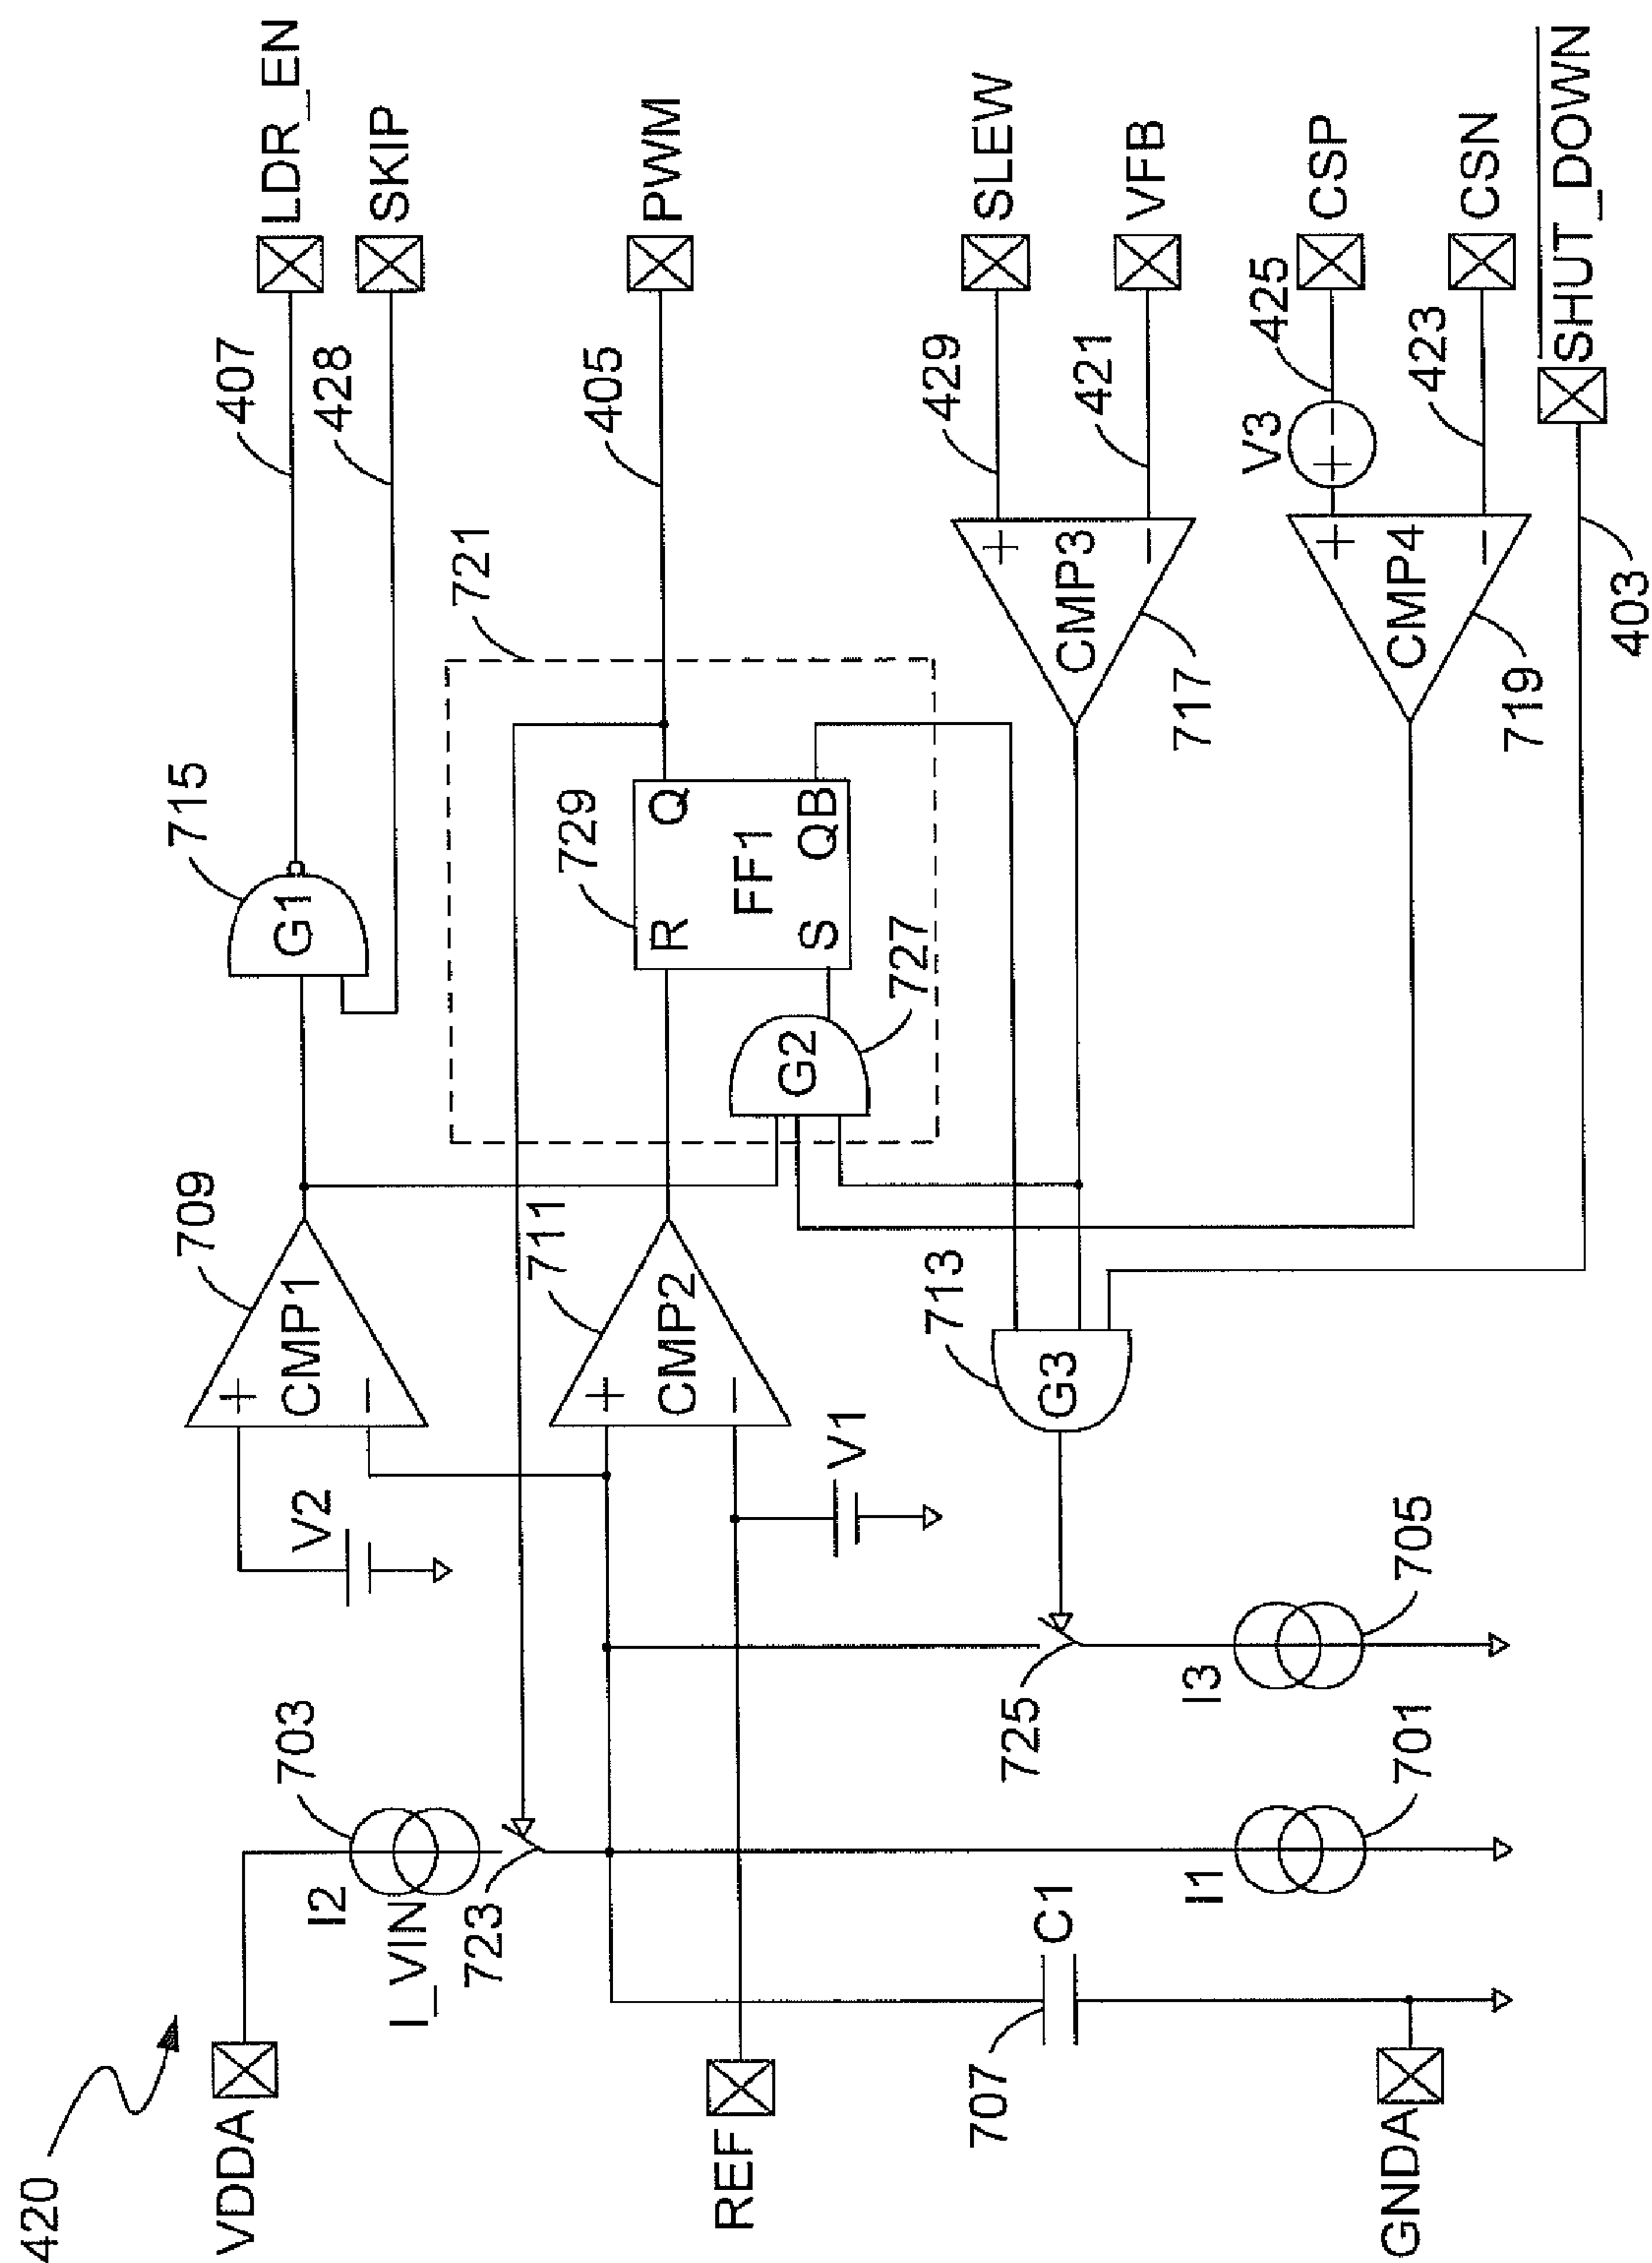 420
VDDA
REF
GNDA
I2
I_VIN
703
723
707
C1
I1
701
725
I3
705
V2
V1
709
+
CMP1
−
711
+
CMP2
−
713
G3
715
G1
721
729
R
Q
FF1
S
QB
G2
727
407
LDR_EN
428
SKIP
405
PWM
+
CMP3
−
717
429
SLEW
421
VFB
+
CMP4
−
719
V3
+ −
425
CSP
423
CSN
403
SHUT_DOWN